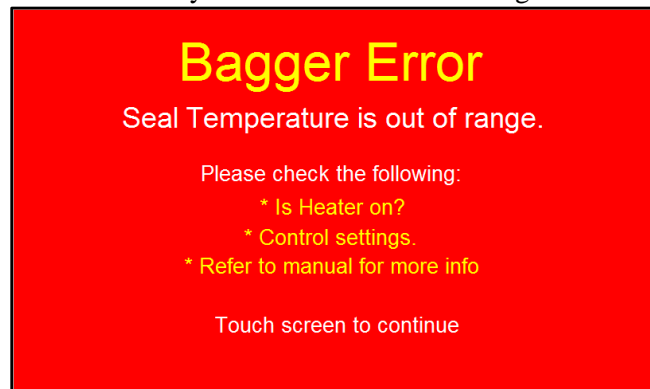 Bagger Error
Seal Temperature is out of range.
Please check the following:
* Is Heater on?
* Control settings.
* Refer to manual for more info
Touch screen to continue